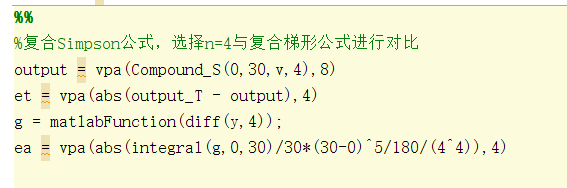 %%
%复合Simpson公式，选择n=4与复合梯形公式进行对比
output = vpa(Compound_S(0,30,v,4),8)
et = vpa(abs(output_T - output),4)
g = matlabFunction(diff(y,4));
ea = vpa(abs(integral(g,0,30)/30*(30-0)^5/180/(4^4)),4)